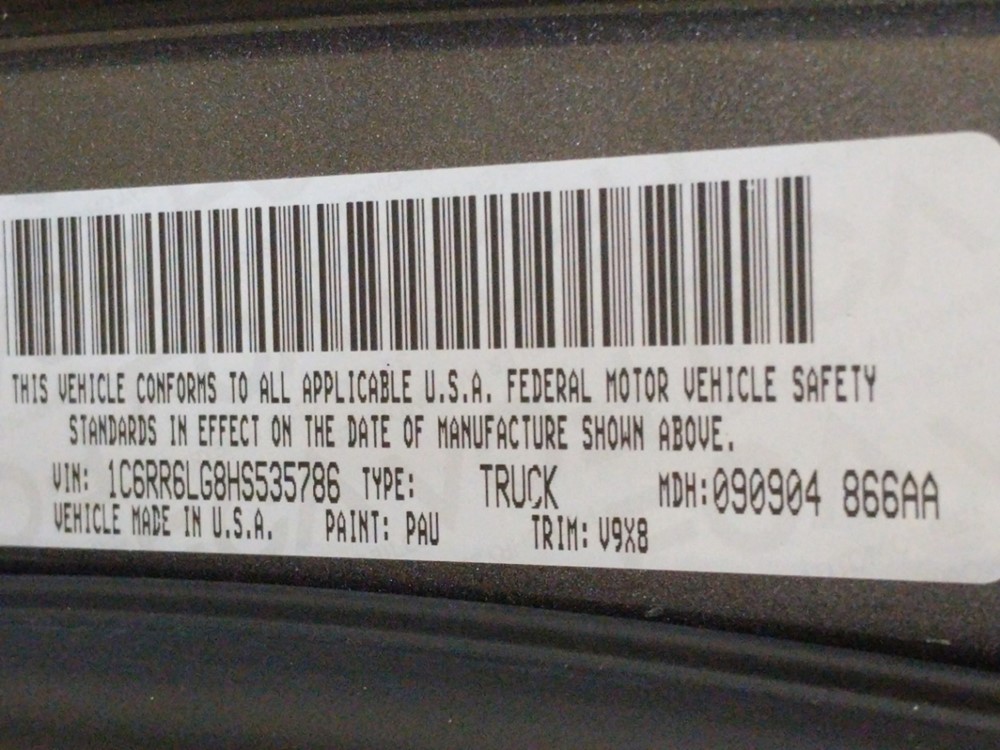 THIS VEHICLE CONFORMS TO ALL APPLICABLE U.S.A. FEDERAL MOTOR VEHICLE SAFETY
STANDARDS IN EFFECT ON THE DATE OF MANUFACTURE SHOWN ABOVE.
VIN: 1C6RR6LG8HS535786 TYPE: TRUCK MDH:090904 866AA
VEHICLE MADE IN U.S.A. PAINT: PAU TRIM: V9X8